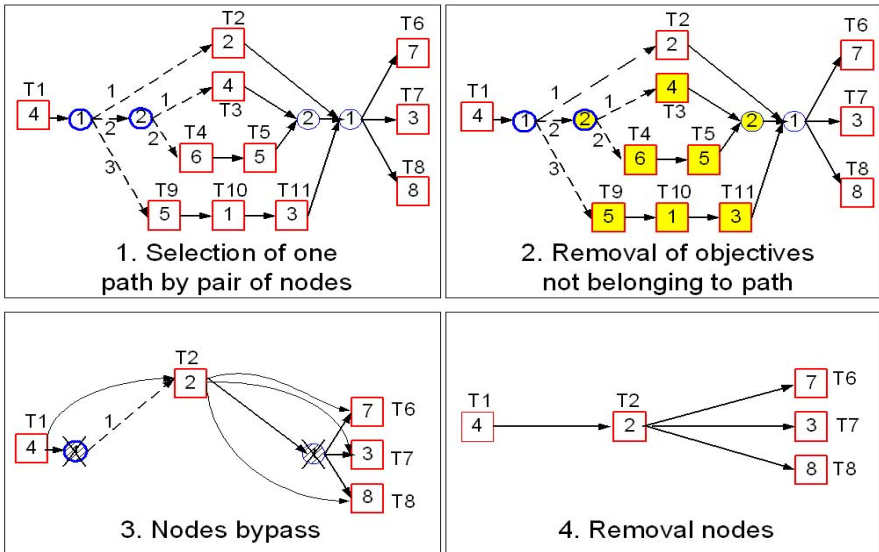 T2
2
T6
7
T1
4
1
1
2
3
2
1
2
4
T3
T4
6
T5
5
2
1
T7
3
T8
8
T9
5
T10
1
T11
3
1. Selection of one
path by pair of nodes
T2
2
T6
7
T1
4
1
1
2
3
2
1
2
4
T3
T4
6
T5
5
2
1
T7
3
T8
8
T9
5
T10
1
T11
3
2. Removal of objectives
not belonging to path
T2
2
T1
4
1
7
T6
3
T7
8
T8
3. Nodes bypass
T1
4
T2
2
7
T6
3
T7
8
T8
4. Removal nodes